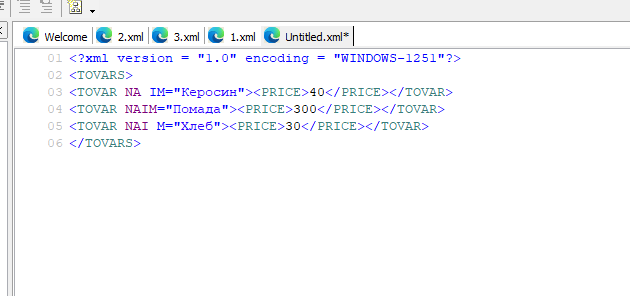 Welcome 2.xml 3.xml 1.xml Untitled.xml*
01 <?xml version = "1.0" encoding = "WINDOWS-1251"?>
02 <TOVARS>
03 <TOVAR NA IM="Керосин"><PRICE>40</PRICE></TOVAR>
04 <TOVAR NAIM="Помада"><PRICE>300</PRICE></TOVAR>
05 <TOVAR NAI M="Хлеб"><PRICE>30</PRICE></TOVAR>
06 </TOVARS>